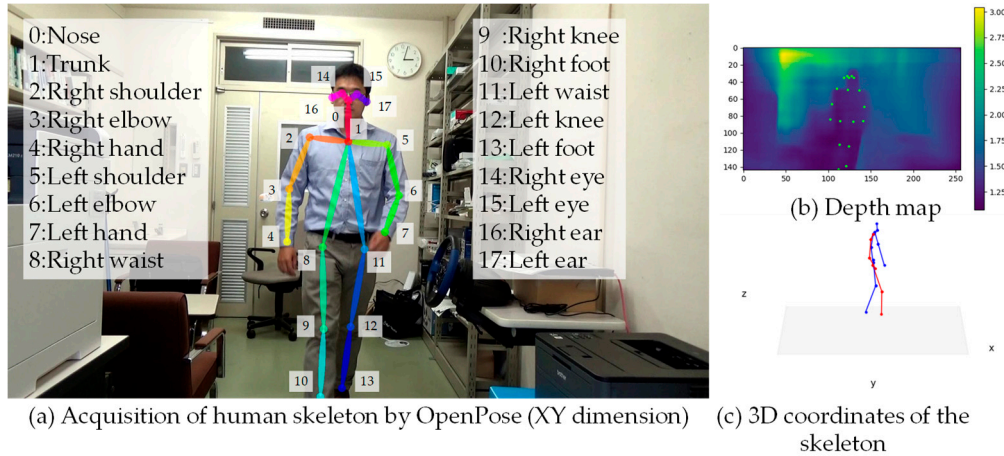 0:Nose
1:Trunk
2:Right shoulder
3:Right elbow
4:Right hand
5:Left shoulder
6:Left elbow
7:Left hand
8:Right waist
9 :Right knee
10:Right foot
11:Left waist
12:Left knee
13:Left foot
14:Right eye
15:Left eye
16:Right ear
17:Left ear
14 15
16 17
0
1
2 5
3 6
4 7
8 11
9 12
10 13
(a) Acquisition of human skeleton by OpenPose (XY dimension)
0
20
40
60
80
100
120
140
0 50 100 150 200 250
3.00
2.75
2.50
2.25
2.00
1.75
1.50
1.25
(b) Depth map
z
x
y
(c) 3D coordinates of the
skeleton